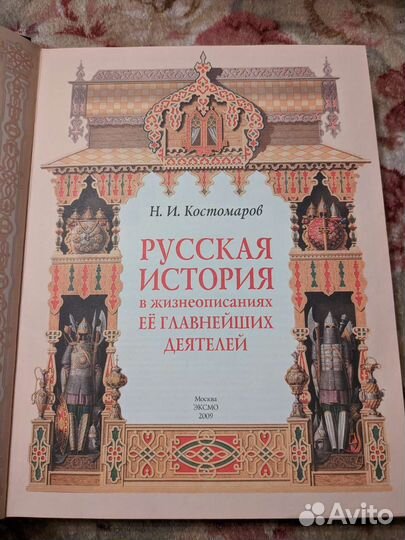 Н. И. Костомаров
РУССКАЯ
ИСТОРИЯ
В ЖИЗНЕОПИСАНИЯХ
ЕЁ ГЛАВНЕЙШИХ
ДЕЯТЕЛЕЙ
Москва
ЭКСМО
2009
Avito